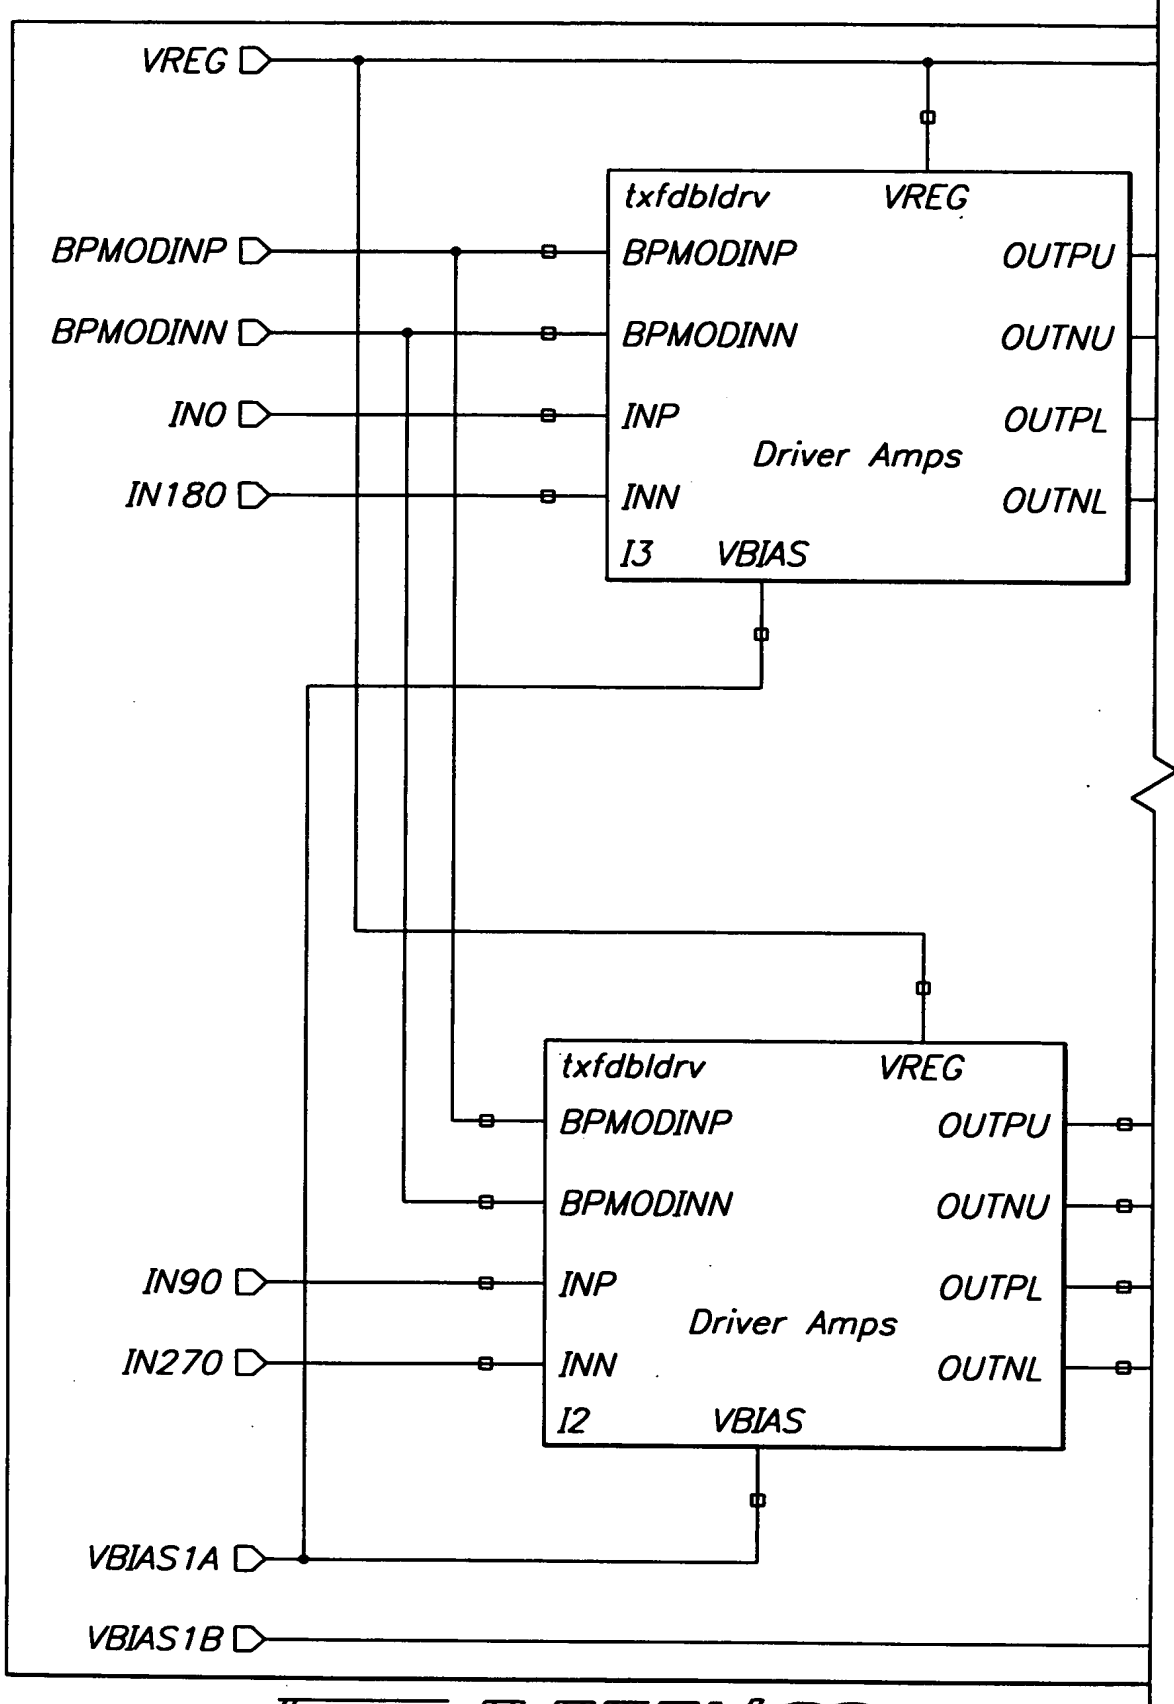 VREG
txfdbldrv VREG
BPMODINP BPMODINP OUTPU
BPMODINN BPMODINN OUTNU
IN0 INP OUTPL
Driver Amps
IN180 INN OUTNL
I3 VBIAS
txfdbldrv VREG
BPMODINP OUTPU
BPMODINN OUTNU
IN90 INP OUTPL
Driver Amps
IN270 INN OUTNL
I2 VBIAS
VBIAS1A
VBIAS1B